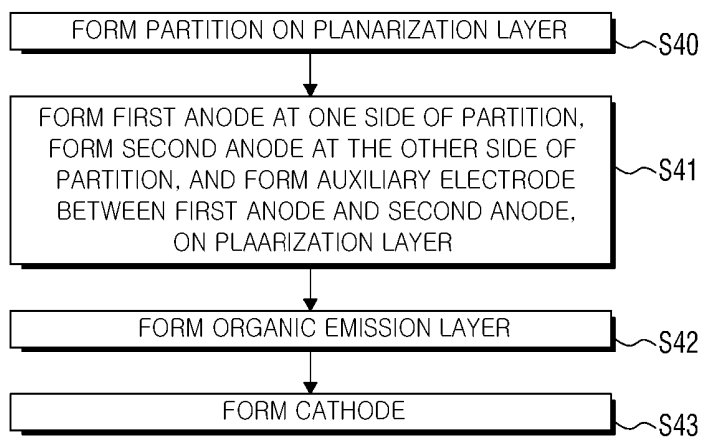 FORM PARTITION ON PLANARIZATION LAYER
S40
FORM FIRST ANODE AT ONE SIDE OF PARTITION,
FORM SECOND ANODE AT THE OTHER SIDE OF
PARTITION, AND FORM AUXILIARY ELECTRODE
BETWEEN FIRST ANODE AND SECOND ANODE,
ON PLAARIZATION LAYER
S41
FORM ORGANIC EMISSION LAYER
S42
FORM CATHODE
S43